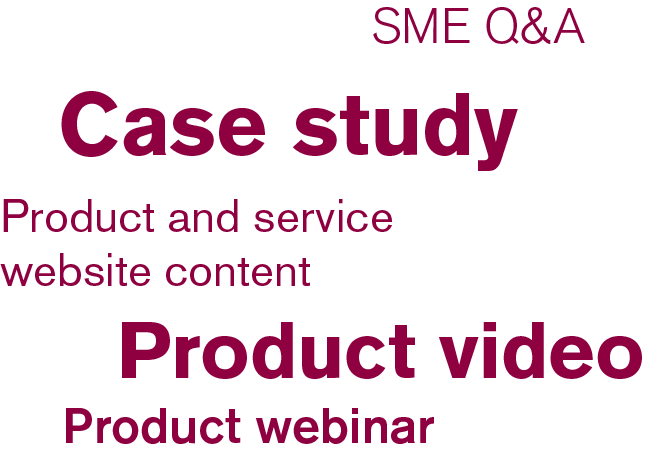 SME Q&A
Case study
Product and service
website content
Product video
Product webinar